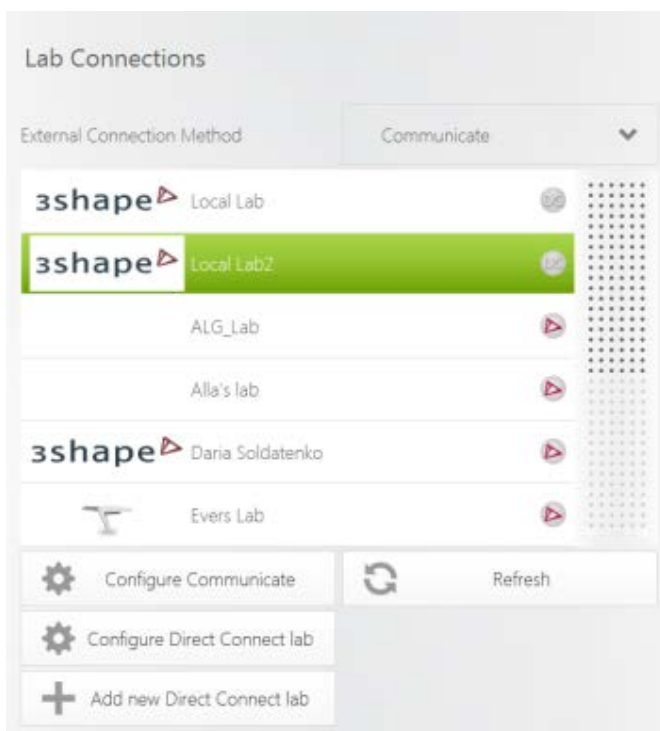 Lab Connections
External Connection Method Communicate
3shape Local Lab
3shape Local Lab2
ALG_Lab
Alla's lab
3shape Daria Soldatenko
Evers Lab
Configure Communicate Refresh
Configure Direct Connect lab
Add new Direct Connect lab